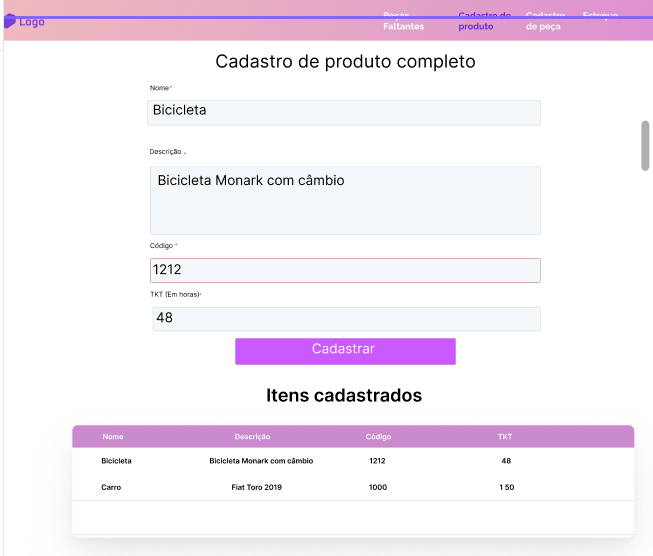 Logo
Peças Faltantes
Cadastro de produto
Cadastro de peça
Estoque
Cadastro de produto completo
Nome*
Bicicleta
Descrição *
Bicicleta Monark com câmbio
Código *
1212
TKT (Em horas)*
48
Cadastrar
Itens cadastrados
Nome Descrição Código TKT
Bicicleta Bicicleta Monark com câmbio 1212 48
Carro Fiat Toro 2019 1000 1 50